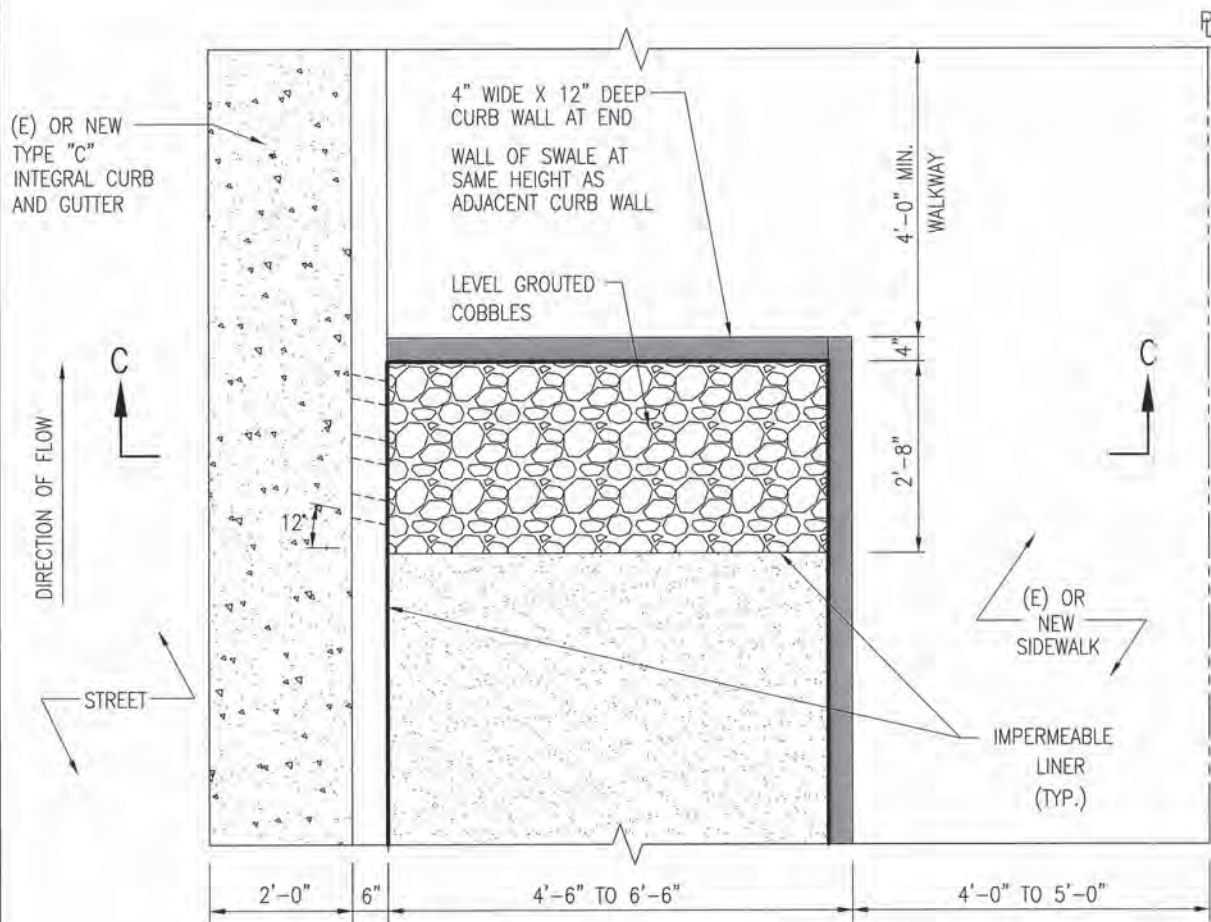 PL
(E) OR NEW
TYPE "C"
INTEGRAL CURB
AND GUTTER
4" WIDE X 12" DEEP
CURB WALL AT END
WALL OF SWALE AT
SAME HEIGHT AS
ADJACENT CURB WALL
4'-0" MIN.
WALKWAY
LEVEL GROUTED
COBBLES
4"
C
C
2'-8"
DIRECTION OF FLOW
12"
(E) OR
NEW
SIDEWALK
STREET
IMPERMEABLE
LINER
(TYP.)
2'-0"
6"
4'-6" TO 6'-6"
4'-0" TO 5'-0"